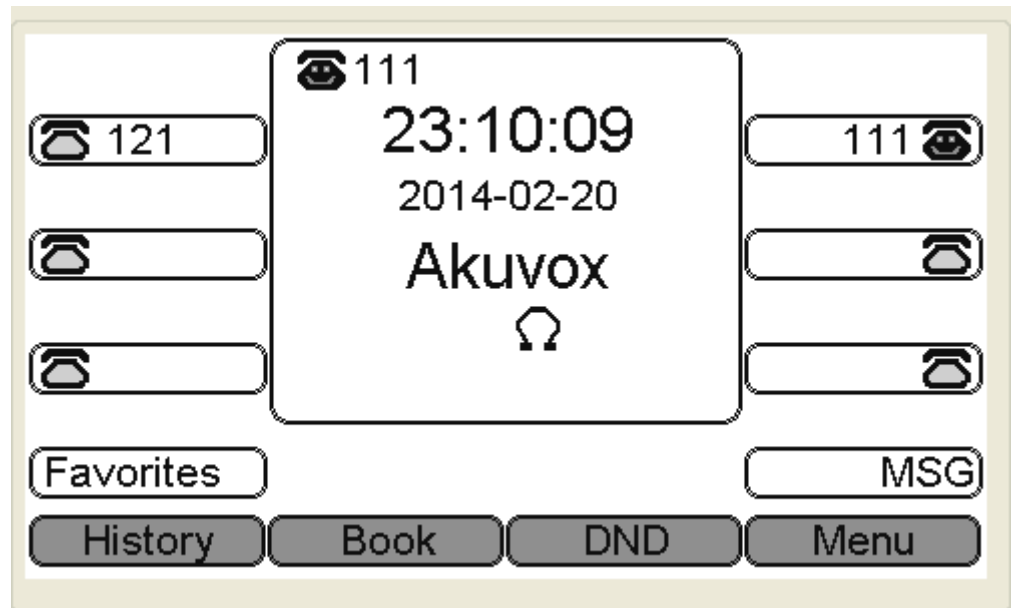 111
23:10:09
121
111
2014-02-20
Akuvox
Favorites
MSG
History
Book
DND
Menu